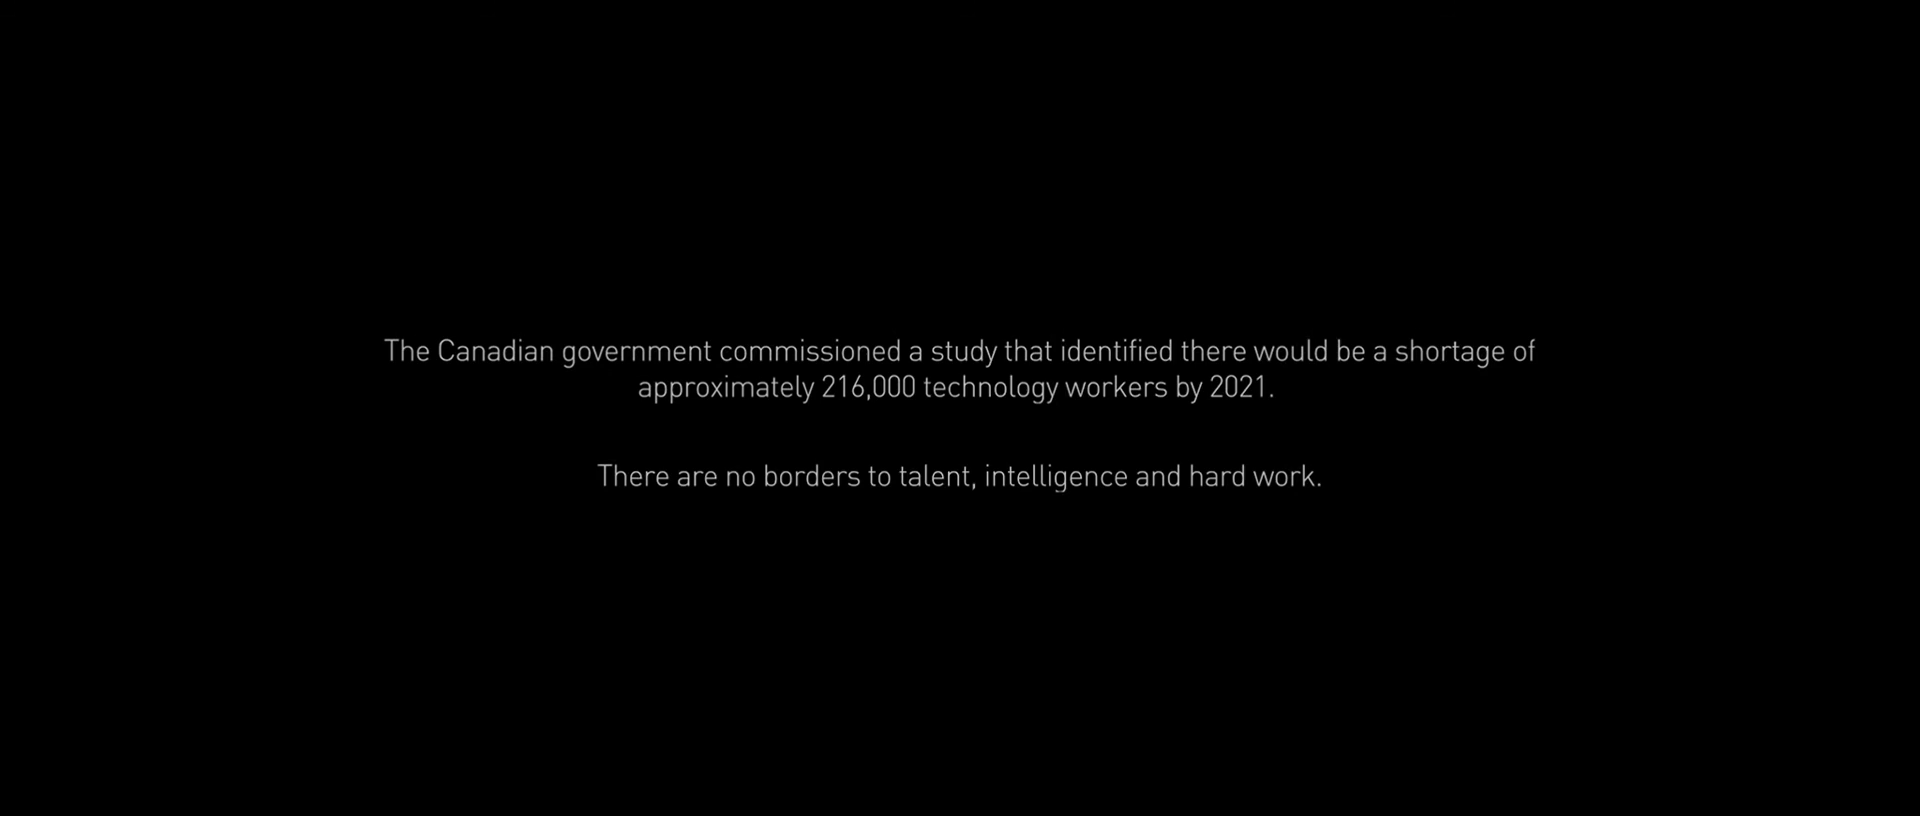 The Canadian government commissioned a study that identified there would be a shortage of
approximately 216,000 technology workers by 2021.
There are no borders to talent, intelligence and hard work.